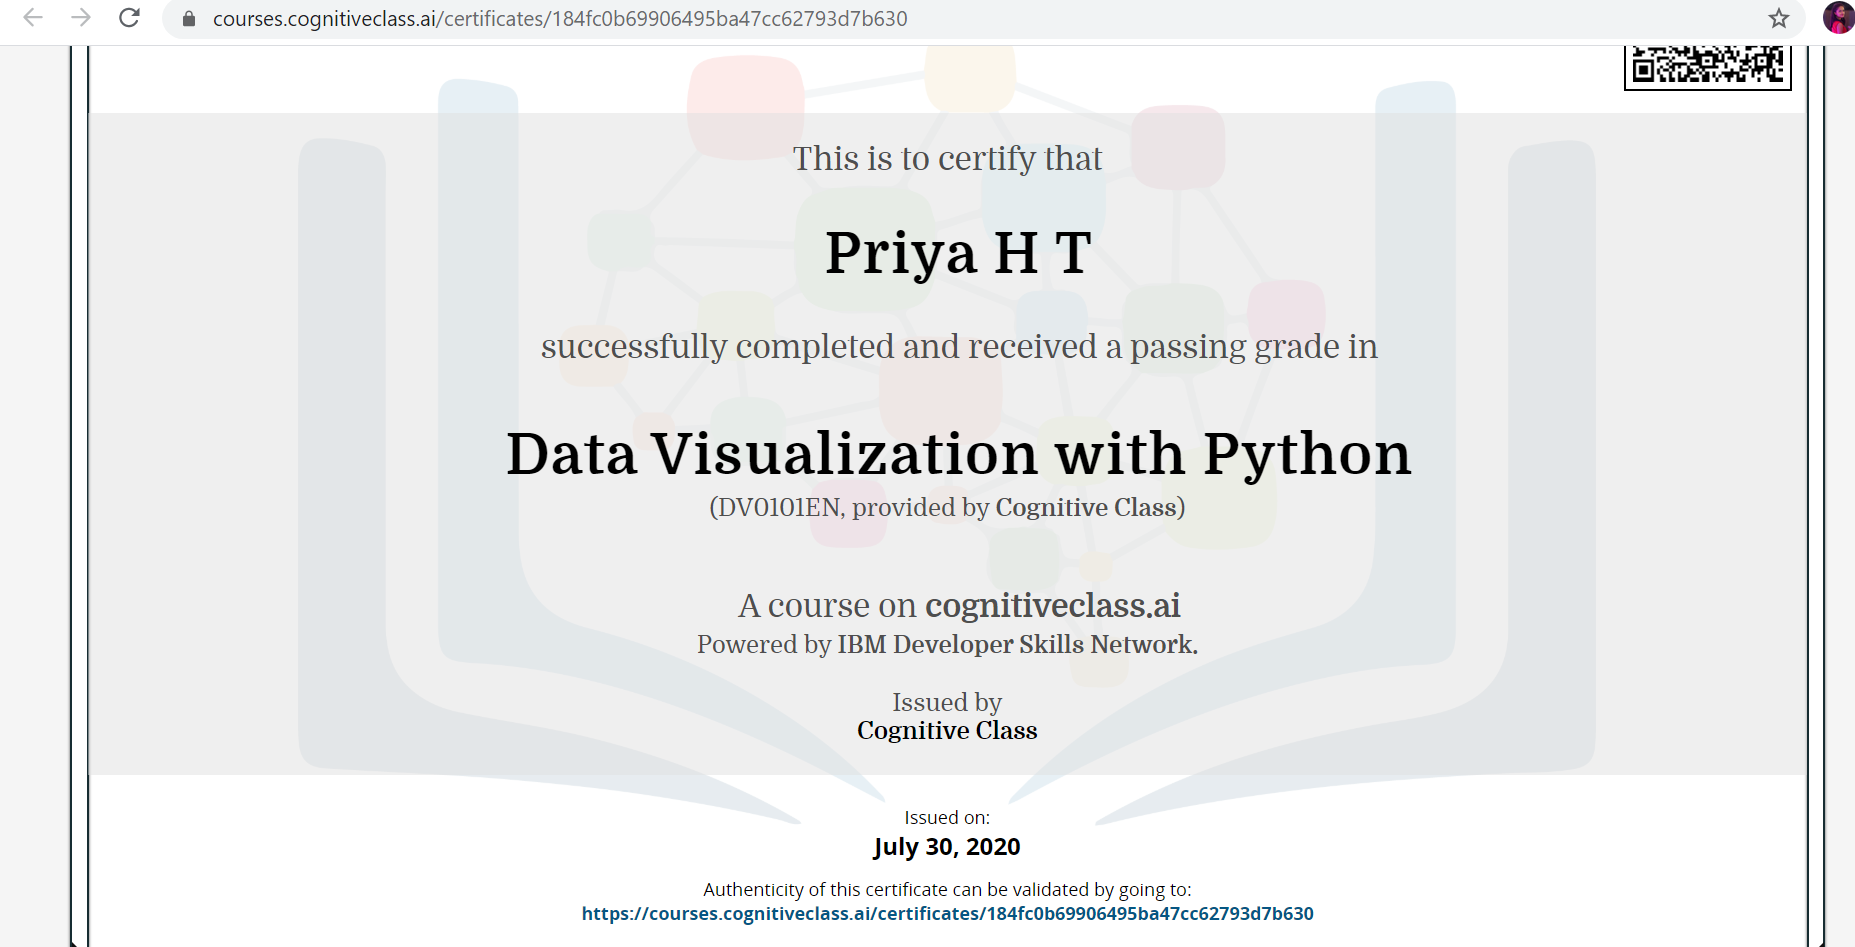 courses.cognitiveclass.ai/certificates/184fc0b69906495ba47cc62793d7b630
This is to certify that
Priya H T
successfully completed and received a passing grade in
Data Visualization with Python
(DV0101EN, provided by Cognitive Class)
A course on cognitiveclass.ai
Powered by IBM Developer Skills Network.
Issued by
Cognitive Class
Issued on:
July 30, 2020
Authenticity of this certificate can be validated by going to:
https://courses.cognitiveclass.ai/certificates/184fc0b69906495ba47cc62793d7b630